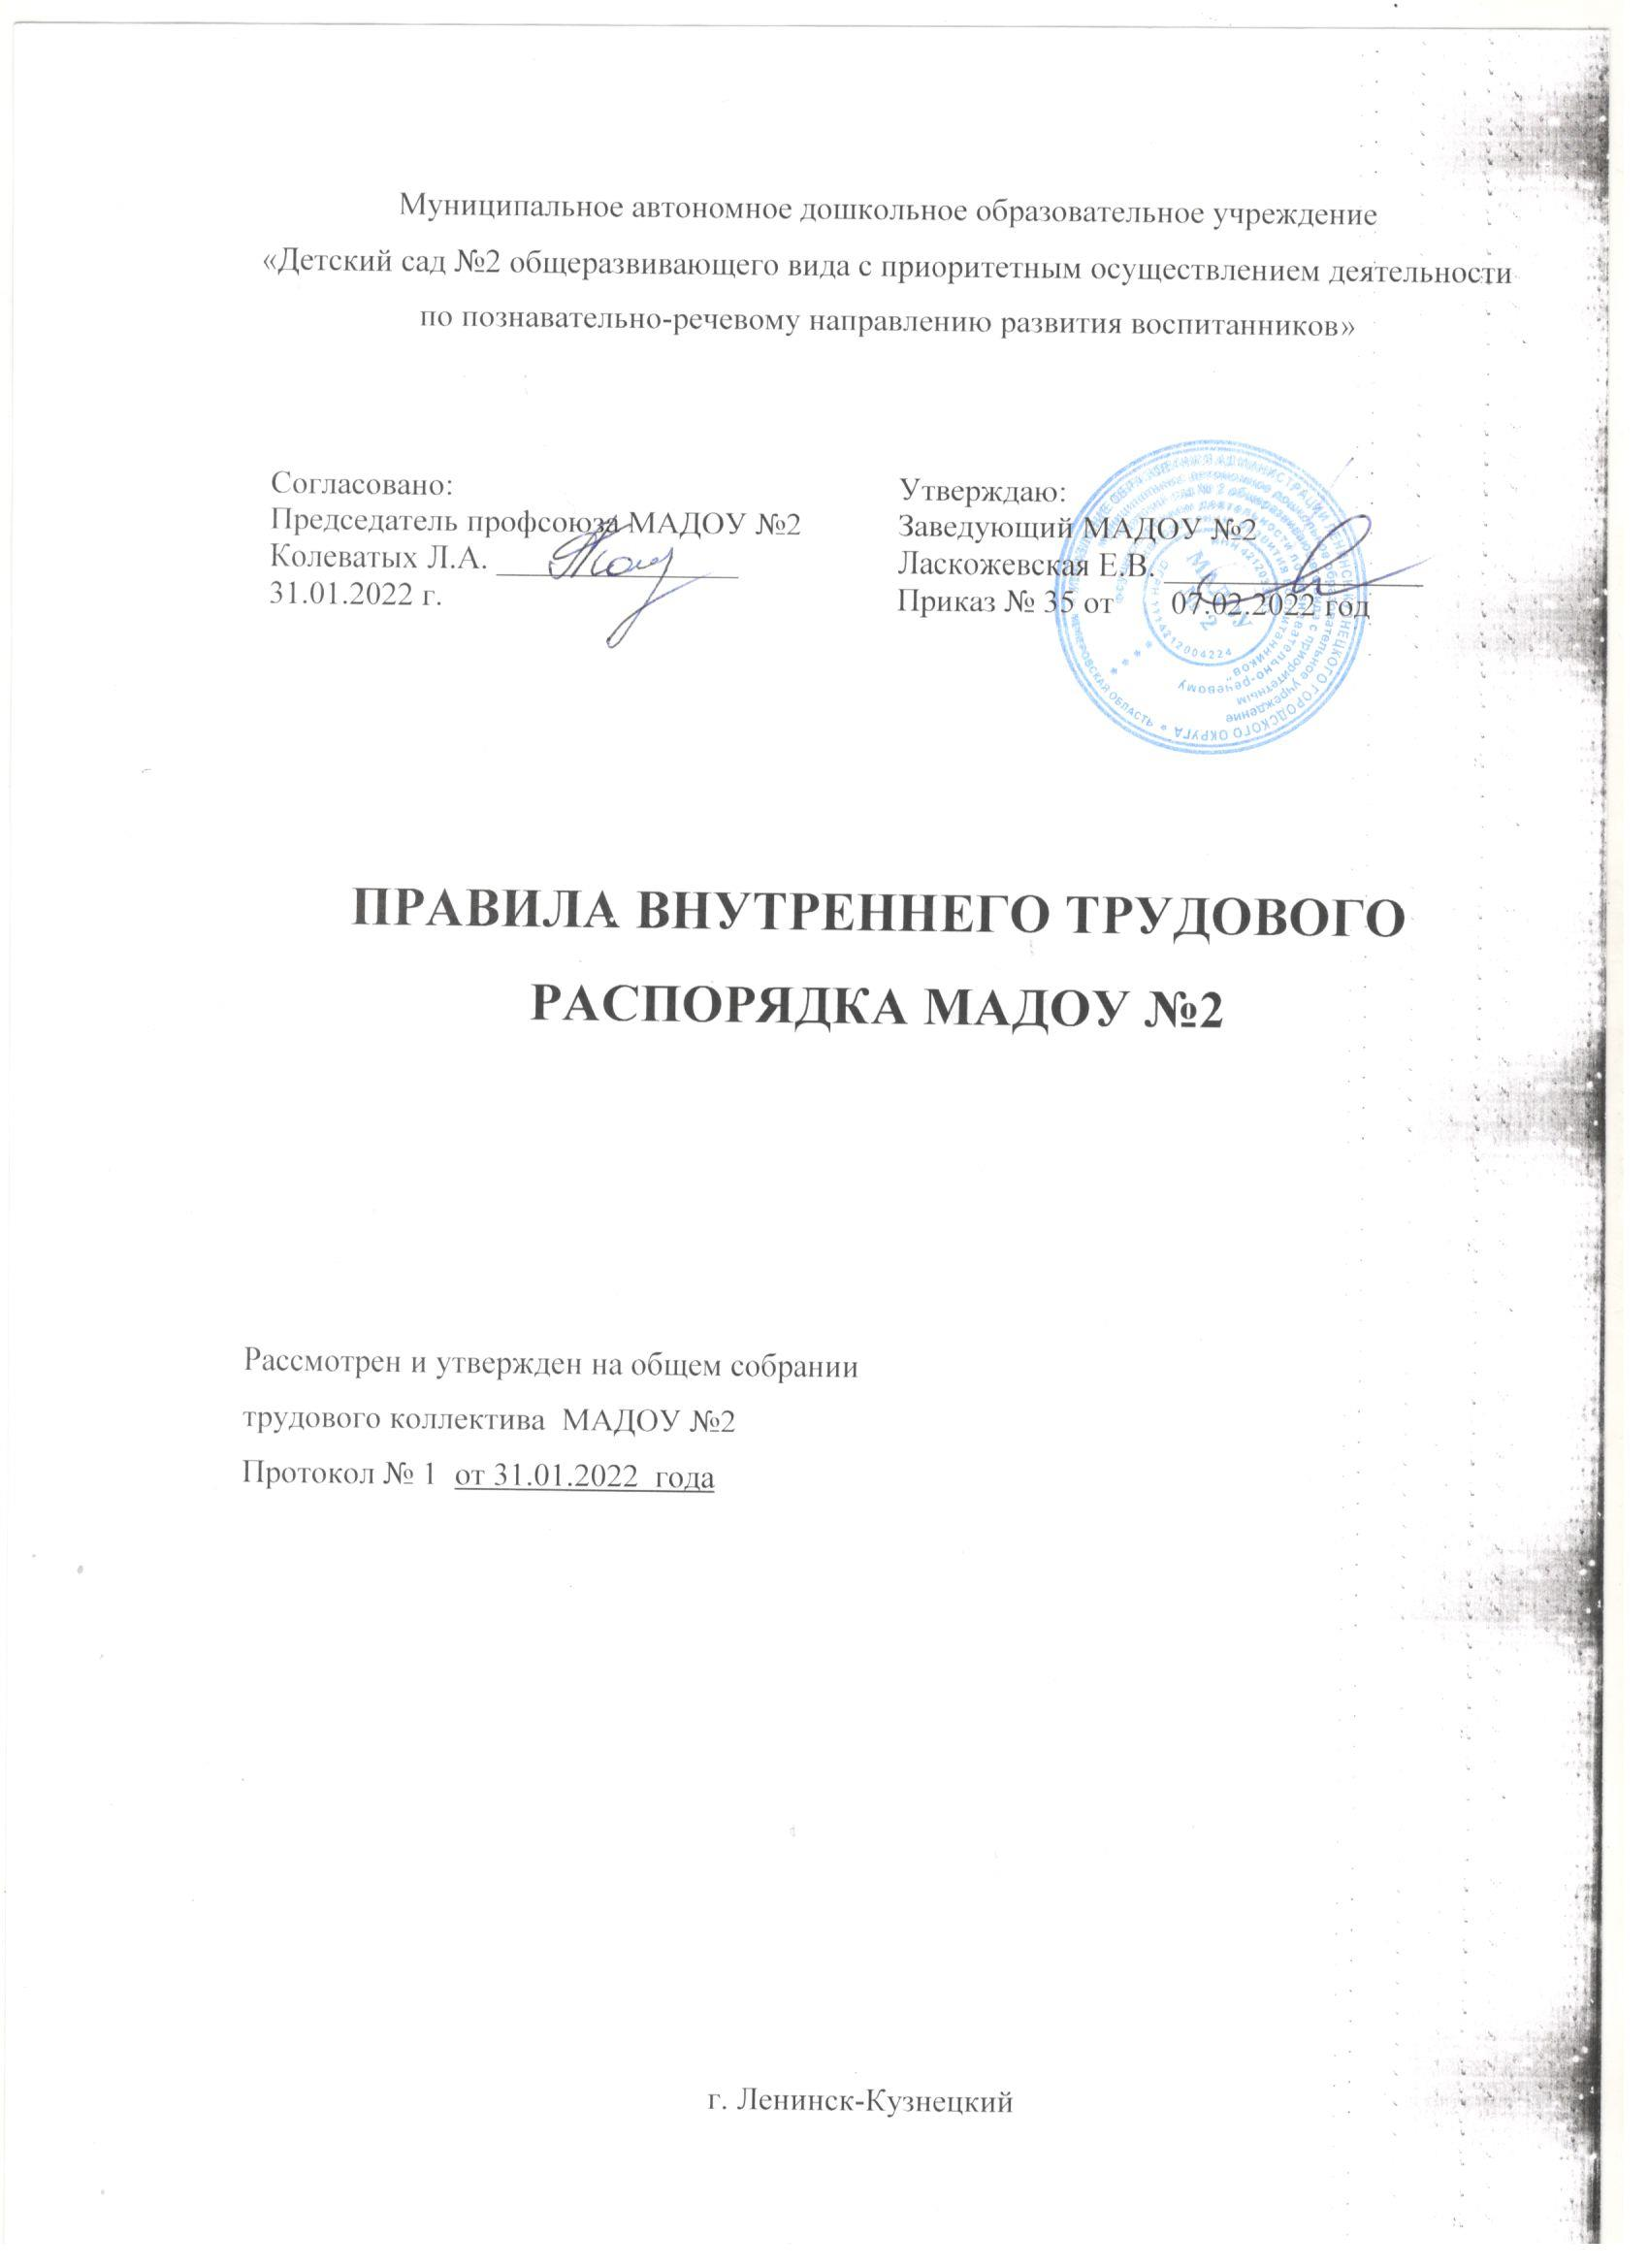 Муниципальное автономное дошкольное образовательное учреждение
«Детский сад №2 общеразвивающего вида с приоритетным осуществлением деятельности
по познавательно-речевому направлению развития воспитанников»
Согласовано:
Председатель профсоюза МАДОУ №2
Колеватых Л.А.
31.01.2022 г.
Утверждаю:
Заведующий МАДОУ №2
Ласкожевская Е.В.
Приказ № 35 от 07.02.2022 год
ПРАВИЛА ВНУТРЕННЕГО ТРУДОВОГО
РАСПОРЯДКА МАДОУ №2
Рассмотрен и утвержден на общем собрании
трудового коллектива МАДОУ №2
Протокол № 1 от 31.01.2022 года
г. Ленинск-Кузнецкий